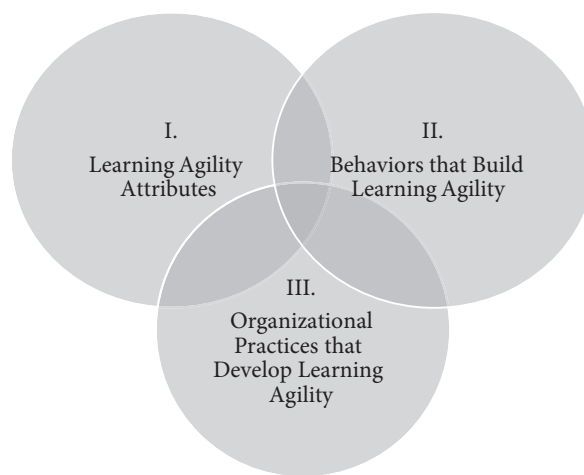 I.
Learning Agility
Attributes
II.
Behaviors that Build
Learning Agility
III.
Organizational
Practices that
Develop Learning
Agility